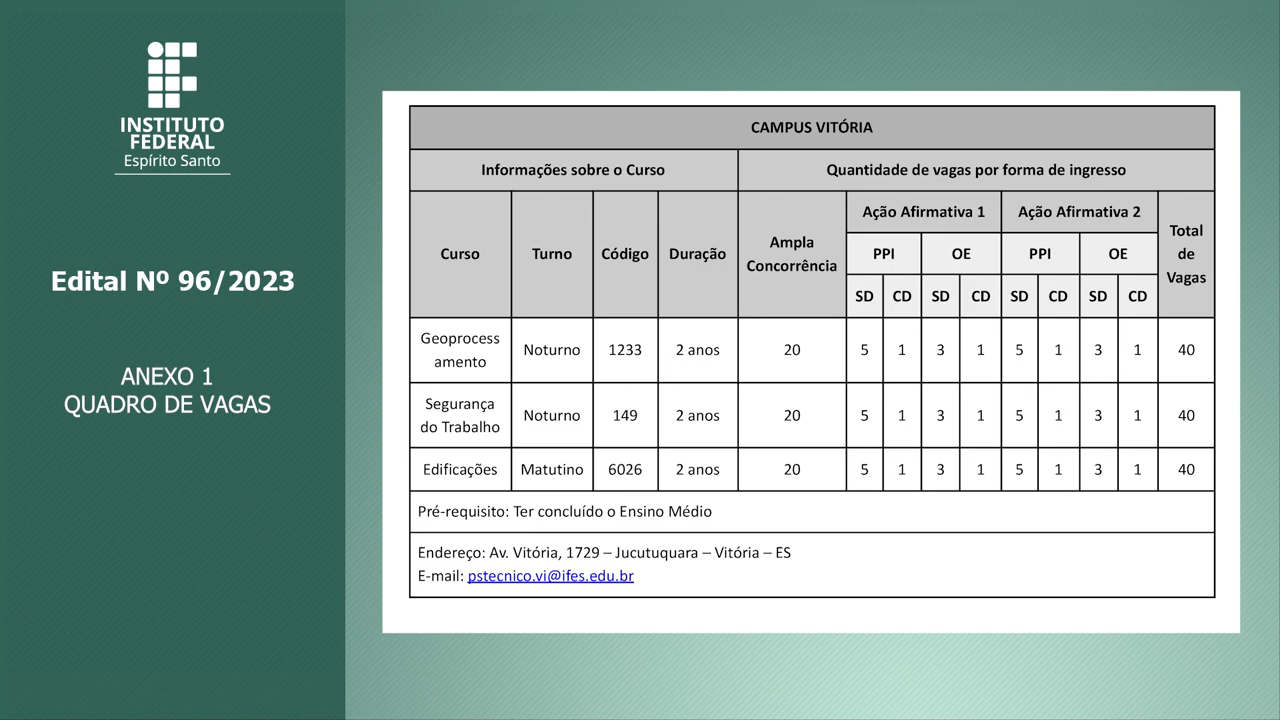 INSTITUTO
FEDERAL
Espírito Santo
Edital Nº 96/2023
ANEXO 1
QUADRO DE VAGAS
CAMPUS VITÓRIA
Informações sobre o Curso
Quantidade de vagas por forma de ingresso
Curso
Turno
Código
Duração
Ampla
Concorrência
Ação Afirmativa 1
Ação Afirmativa 2
Total
de
Vagas
PPI
OE
PPI
OE
SD CD SD CD SD CD SD CD
Geoprocess
amento
Noturno 1233 2 anos 20 5 1 3 1 5 1 3 1 40
Segurança
do Trabalho
Noturno 149 2 anos 20 5 1 3 1 5 1 3 1 40
Edificações Matutino 6026 2 anos 20 5 1 3 1 5 1 3 1 40
Pré-requisito: Ter concluído o Ensino Médio
Endereço: Av. Vitória, 1729 – Jucutuquara – Vitória – ES
E-mail: pstecnico.vi@ifes.edu.br